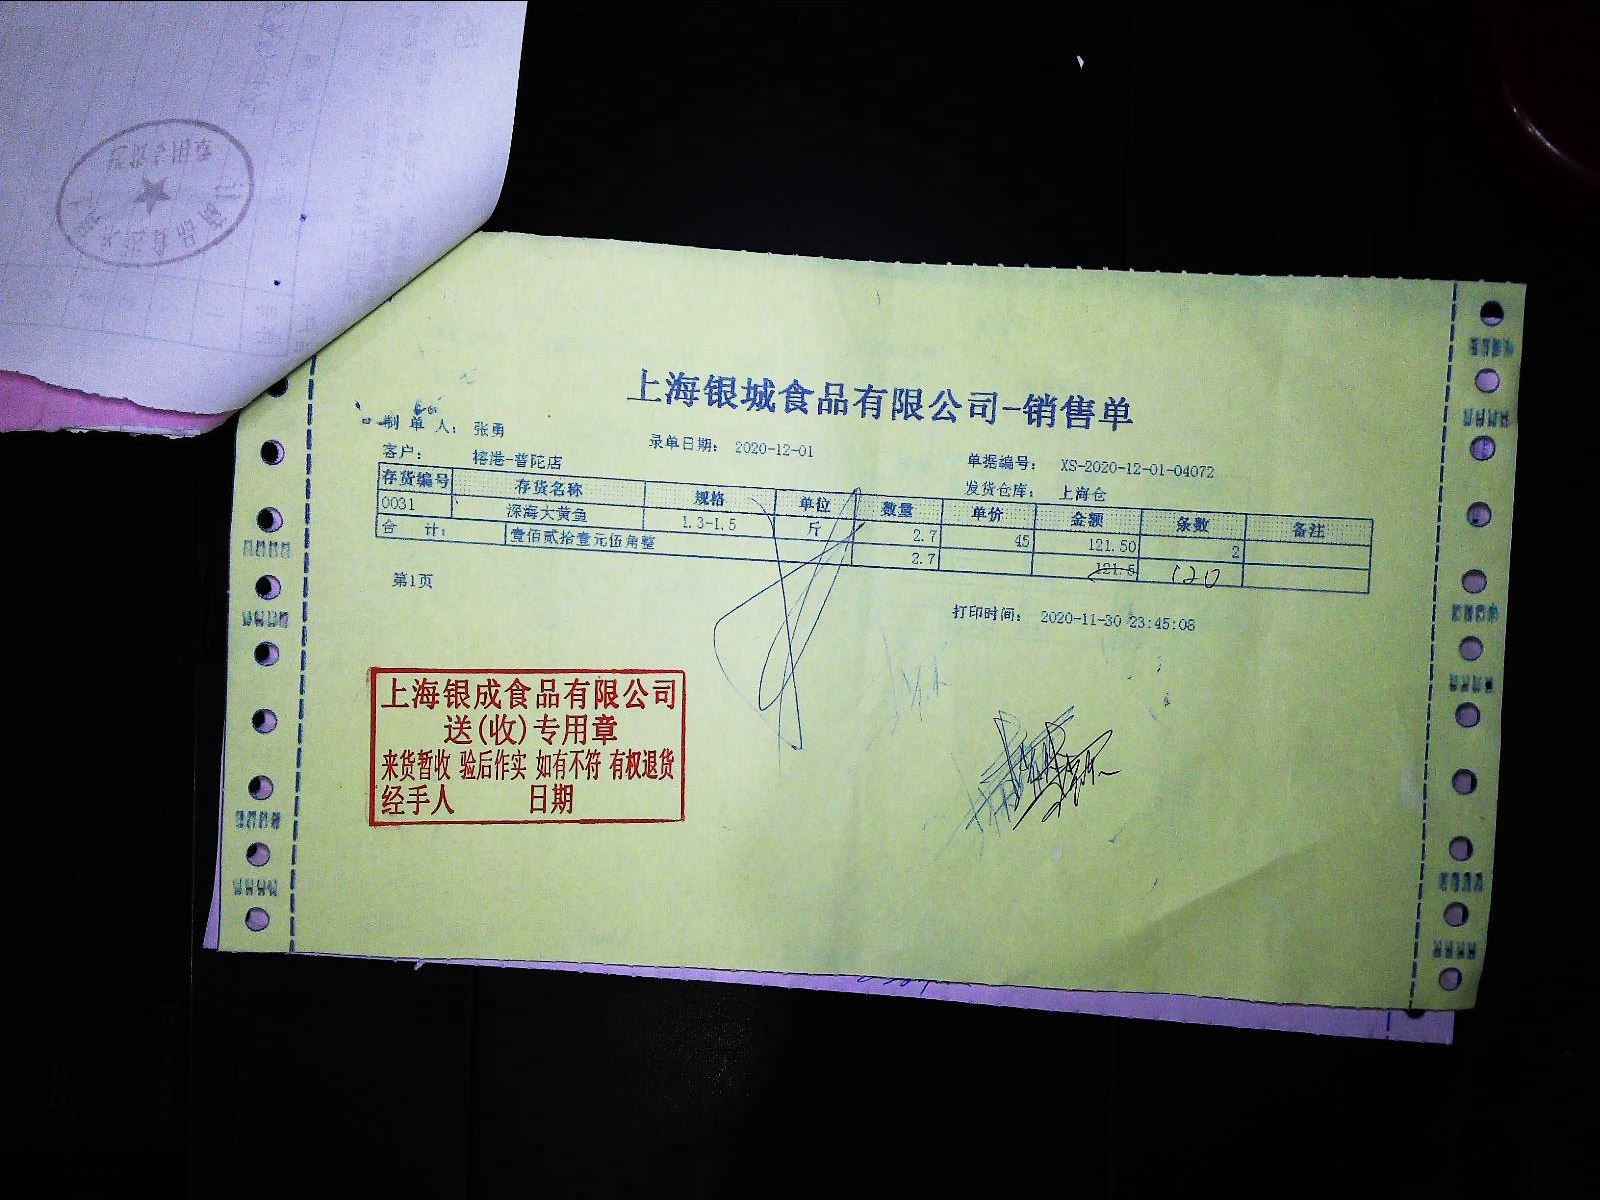 上海银城食品有限公司-销售单
制 单 人： 张勇
录单日期： 2020-12-01
单据编号： XS-2020-12-01-04072
客户： 榕港-普陀店
发货仓库： 上海仓
存货编号 存货名称 规格 单位 数量 单价 金额 条数 备注
0031 深海大黄鱼 1.3-1.5 斤 2.7 45 121.50 2
合 计： 壹佰贰拾壹元伍角整 2.7 121.5 120
第1页
打印时间： 2020-11-30 23:45:08
上海银成食品有限公司
送(收)专用章
来货暂收 验后作实 如有不符 有权退货
经手人 日期